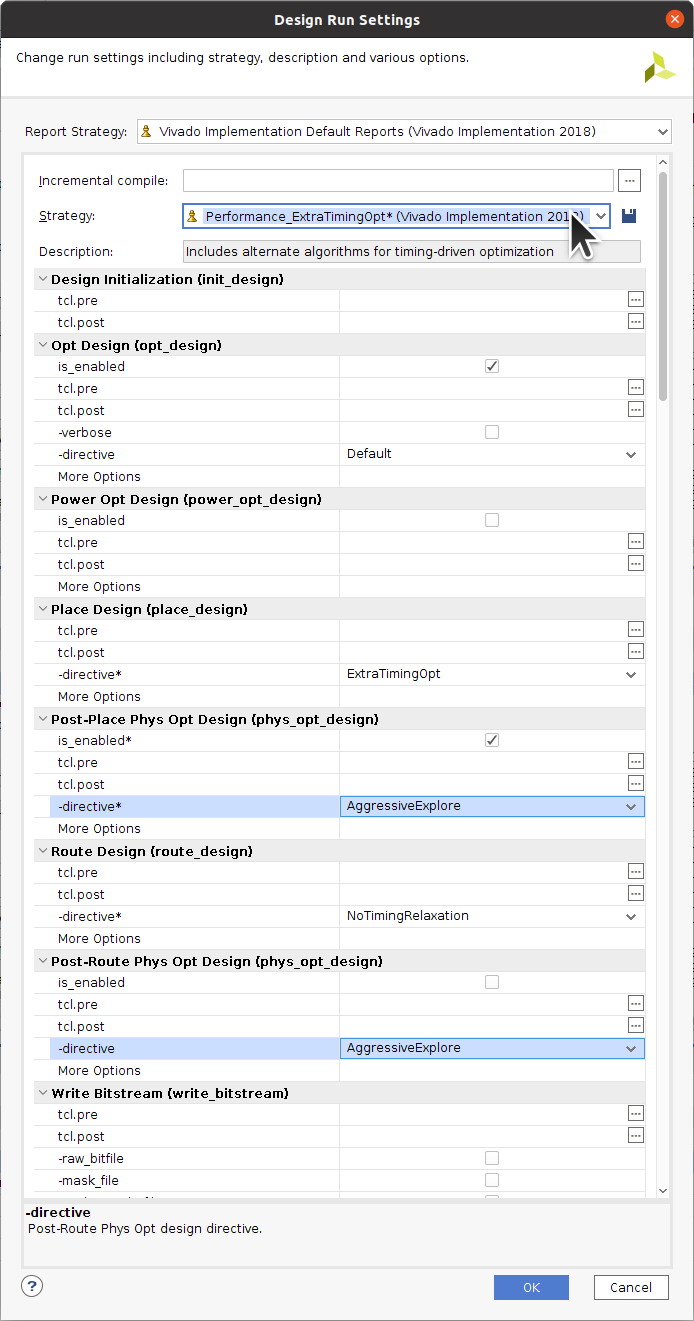 Design Run Settings
Change run settings including strategy, description and various options.
Report Strategy: Vivado Implementation Default Reports (Vivado Implementation 2018)
Incremental compile:
Strategy: Performance_ExtraTimingOpt* (Vivado Implementation
Description: Includes alternate algorithms for timing-driven optimization
Design Initialization (init_design)
tcl.pre
tcl.post
Opt Design (opt_design)
is_enabled
tcl.pre
tcl.post
-verbose
-directive Default
More Options
Power Opt Design (power_opt_design)
is_enabled
tcl.pre
tcl.post
More Options
Place Design (place_design)
tcl.pre
tcl.post
-directive* ExtraTimingOpt
More Options
Post-Place Phys Opt Design (phys_opt_design)
is_enabled*
tcl.pre
tcl.post
-directive* AggressiveExplore
More Options
Route Design (route_design)
tcl.pre
tcl.post
-directive* NoTimingRelaxation
More Options
Post-Route Phys Opt Design (phys_opt_design)
is_enabled
tcl.pre
tcl.post
-directive AggressiveExplore
More Options
Write Bitstream (write_bitstream)
tcl.pre
tcl.post
-raw_bitfile
-mask_file
-directive
Post-Route Phys Opt design directive.
?
OK
Cancel